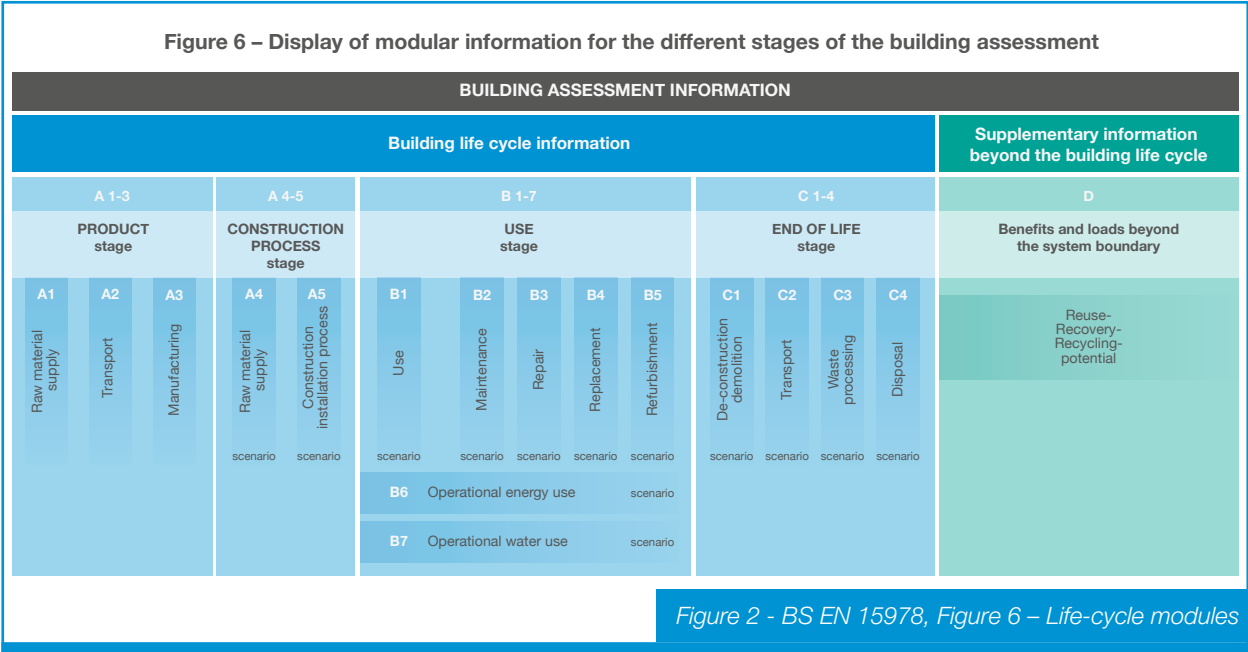 Figure 6 – Display of modular information for the different stages of the building assessment
BUILDING ASSESSMENT INFORMATION
Building life cycle information
Supplementary information
beyond the building life cycle
A 1-3
PRODUCT
stage
A 4-5
CONSTRUCTION
PROCESS
stage
B 1-7
USE
stage
C 1-4
END OF LIFE
stage
D
Benefits and loads beyond
the system boundary
A1
Raw material
supply
A2
Transport
A3
Manufacturing
A4
Raw material
supply
scenario
A5
Construction
installation process
scenario
B1
Use
scenario
B2
Maintenance
scenario
B3
Repair
scenario
B4
Replacement
scenario
B5
Refurbishment
scenario
B6 Operational energy use scenario
B7 Operational water use scenario
C1
De-construction
demolition
scenario
C2
Transport
scenario
C3
Waste
processing
scenario
C4
Disposal
scenario
Reuse-
Recovery-
Recycling-
potential
Figure 2 - BS EN 15978, Figure 6 – Life-cycle modules